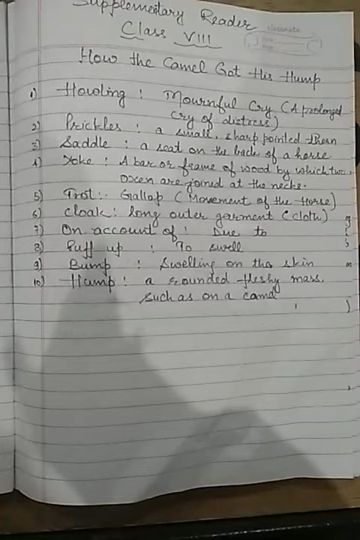 Supplementary Reader
Class VIII
How the Camel Got His Hump
1) Howling : Mournful Cry (A prolonged
cry of distress)
2) Prickles : a small, sharp pointed thorn
3) Saddle : a seat on the back of a horse
4) Yoke : A bar or frame of wood by which two
oxen are joined at the necke.
5) Trot :- Gallap (Movement of the Horse)
6) Cloak : long outer garment (cloth)
7) On account of : Due to
8) Puff up : To swell
9) Bump : Swelling on the skin
10) Hump : a rounded fleshy mass,
such as on a camel